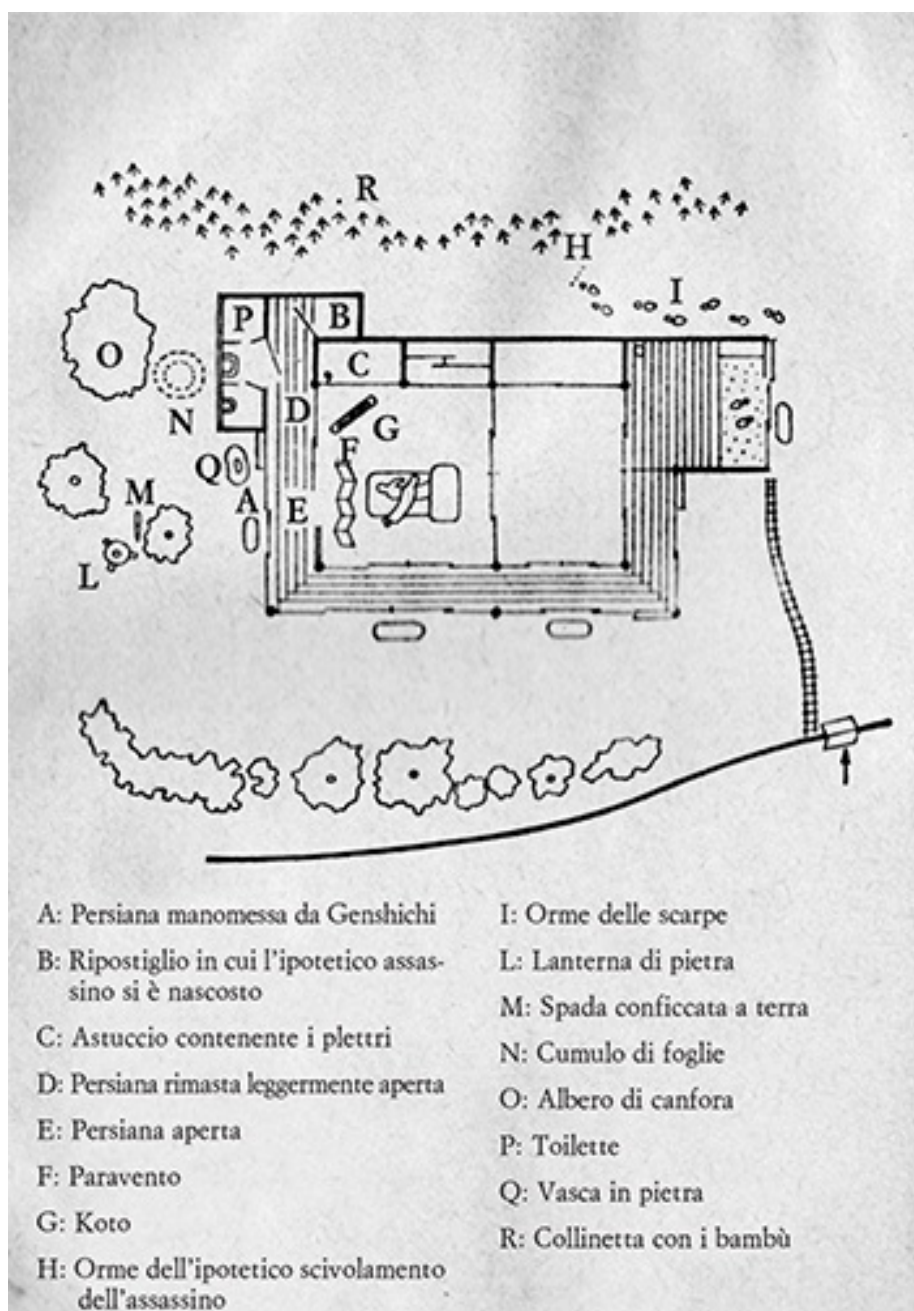 R
H
I
P
B
O
C
N
D
G
F
Q
M
A
E
L
A: Persiana manomessa da Genshichi
B: Ripostiglio in cui l'ipotetico assas-
sino si è nascosto
C: Astuccio contenente i plettri
D: Persiana rimasta leggermente aperta
E: Persiana aperta
F: Paravento
G: Koto
H: Orme dell'ipotetico scivolamento
dell'assassino
I: Orme delle scarpe
L: Lanterna di pietra
M: Spada conficcata a terra
N: Cumulo di foglie
O: Albero di canfora
P: Toilette
Q: Vasca in pietra
R: Collinetta con i bambù